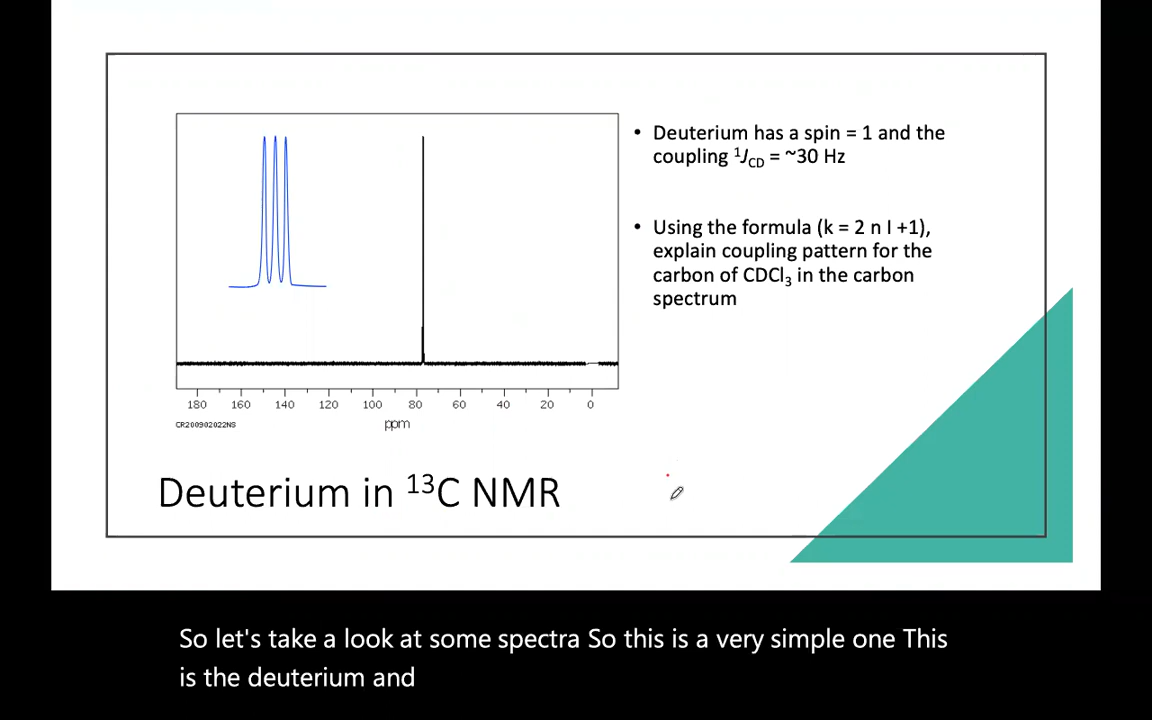 • Deuterium has a spin = 1 and the
coupling ¹J_CD = ~30 Hz
• Using the formula (k = 2 n I +1),
explain coupling pattern for the
carbon of CDCl₃ in the carbon
spectrum
180 160 140 120 100 80 60 40 20 0
ppm
CR200902022NS
Deuterium in ¹³C NMR
So let's take a look at some spectra So this is a very simple one This
is the deuterium and